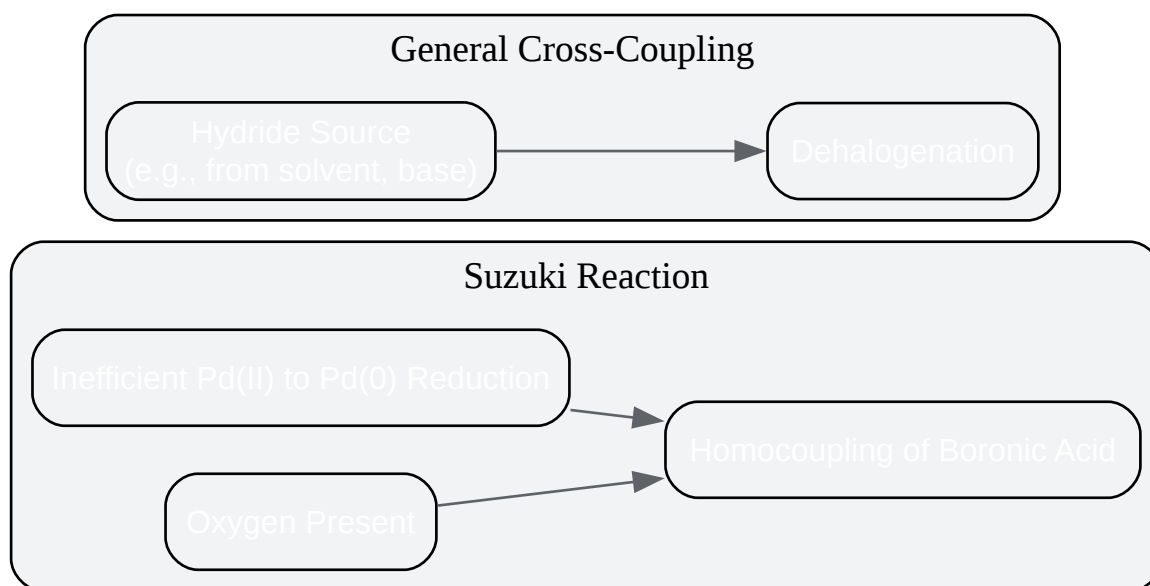 General Cross-Coupling
Hydride Source
(e.g., from solvent, base)
Dehalogenation
Suzuki Reaction
Inefficient Pd(II) to Pd(0) Reduction
Homocoupling of Boronic Acid
Oxygen Present